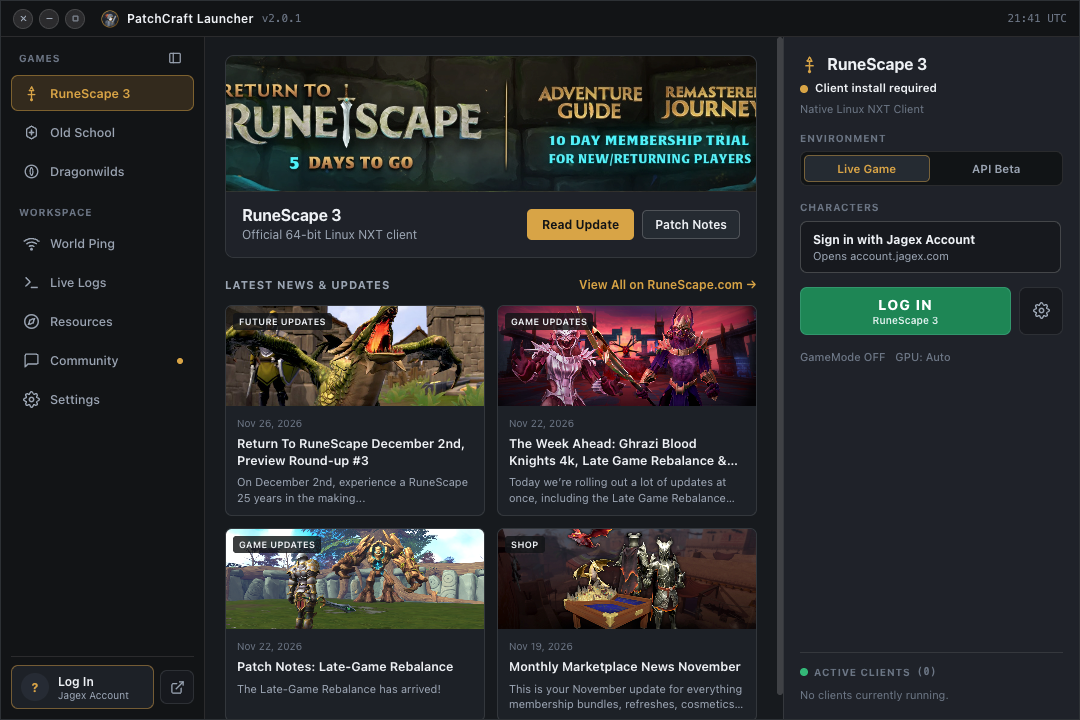 PatchCraft Launcher v2.0.1
21:41 UTC
GAMES
RuneScape 3
Old School
Dragonwilds
WORKSPACE
World Ping
Live Logs
Resources
Community
Settings
?
Log In
Jagex Account
RETURN TO
RUNESCAPE
5 DAYS TO GO
ADVENTURE
GUIDE
REMASTERED
JOURNEY
10 DAY MEMBERSHIP TRIAL
FOR NEW/RETURNING PLAYERS
RuneScape 3
Official 64-bit Linux NXT client
Read Update
Patch Notes
LATEST NEWS & UPDATES
View All on RuneScape.com →
FUTURE UPDATES
Nov 26, 2026
Return To RuneScape December 2nd,
Preview Round-up #3
On December 2nd, experience a RuneScape
25 years in the making...
GAME UPDATES
Nov 22, 2026
The Week Ahead: Ghrazi Blood
Knights 4k, Late Game Rebalance &...
Today we're rolling out a lot of updates at
once, including the Late Game Rebalance...
GAME UPDATES
Nov 22, 2026
Patch Notes: Late-Game Rebalance
The Late-Game Rebalance has arrived!
SHOP
Nov 19, 2026
Monthly Marketplace News November
This is your November update for everything
membership bundles, refreshes, cosmetics...
RuneScape 3
Client install required
Native Linux NXT Client
ENVIRONMENT
Live Game
API Beta
CHARACTERS
Sign in with Jagex Account
Opens account.jagex.com
LOG IN
RuneScape 3
GameMode OFF GPU: Auto
ACTIVE CLIENTS (0)
No clients currently running.